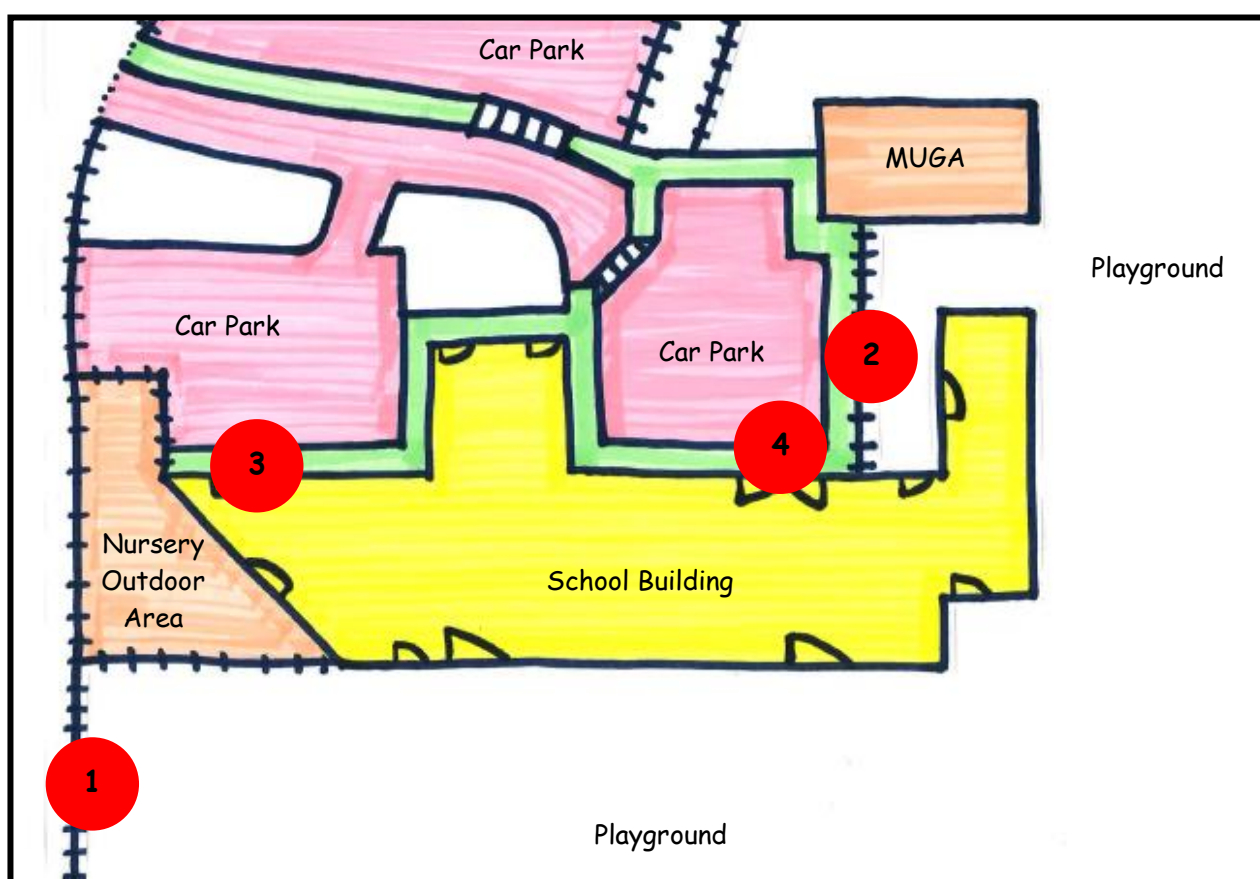 Car Park
MUGA
Playground
Car Park
Car Park
2
4
3
Nursery
Outdoor
Area
School Building
1
Playground